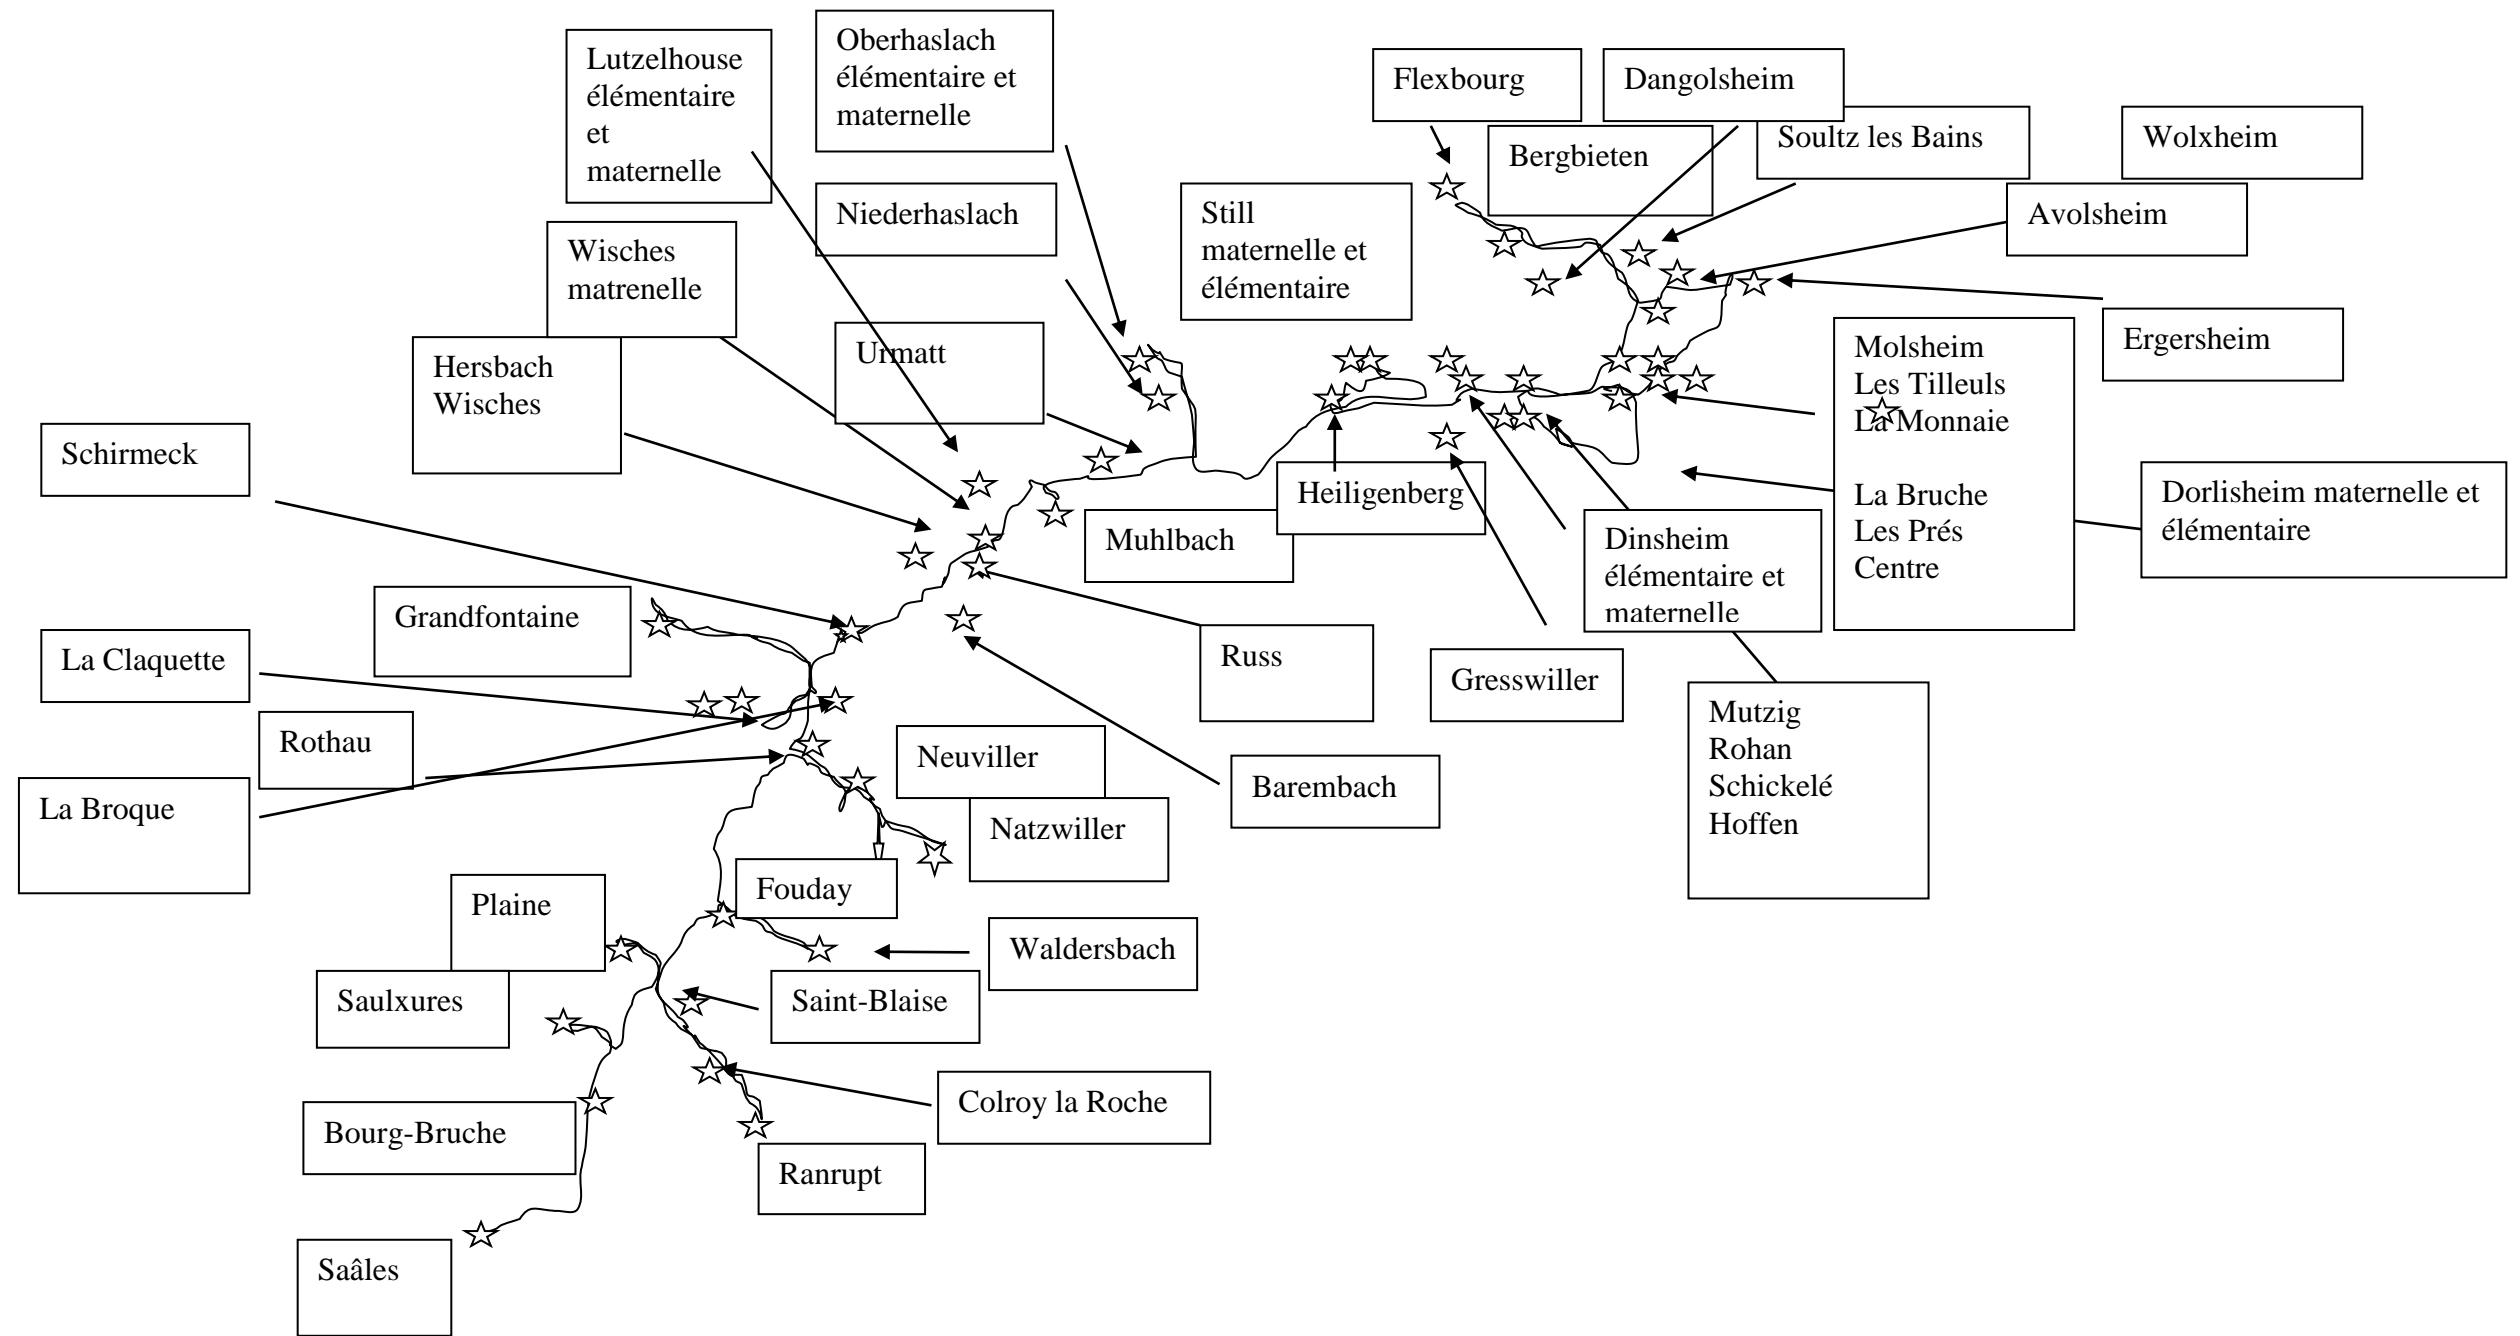 Lutzelhouse
élémentaire
et
maternelle
Oberhaslach
élémentaire et
maternelle
Flexbourg
Dangolsheim
Bergbieten
Soultz les Bains
Wolxheim
Niederhaslach
Still
maternelle et
élémentaire
Avolsheim
Wisches
matrenelle
Urmatt
Ergersheim
Hersbach
Wisches
Molsheim
Les Tilleuls
La Monnaie
La Bruche
Les Prés
Centre
Schirmeck
Heiligenberg
Dorlisheim maternelle et
élémentaire
Muhlbach
Dinsheim
élémentaire et
maternelle
Grandfontaine
La Claquette
Russ
Gresswiller
Mutzig
Rohan
Schickelé
Hoffen
Rothau
Neuviller
Barembach
La Broque
Natzwiller
Fouday
Plaine
Waldersbach
Saulxures
Saint-Blaise
Colroy la Roche
Bourg-Bruche
Ranrupt
Saâles